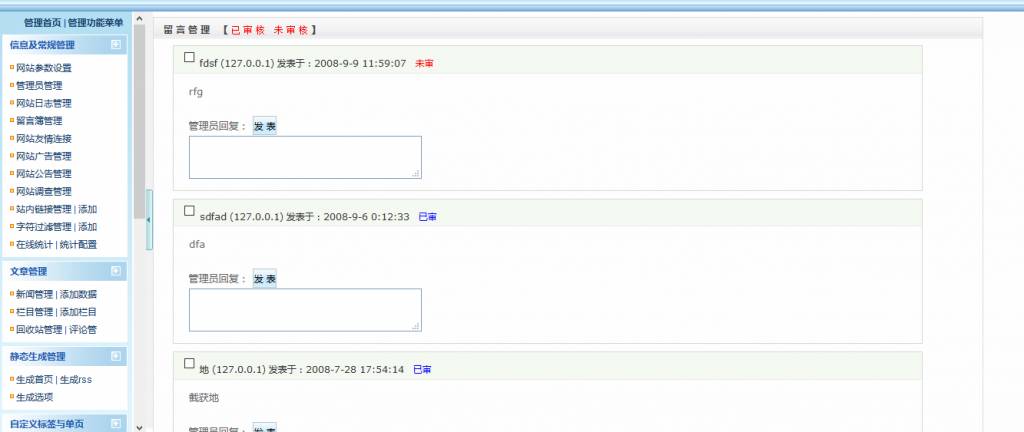 管理首页 | 管理功能菜单
信息及常规管理
网站参数设置
管理员管理
网站日志管理
留言簿管理
网站友情连接
网站广告管理
网站公告管理
网站调查管理
站内链接管理 | 添加
字符过滤管理 | 添加
在线统计 | 统计配置
文章管理
新闻管理 | 添加数据
栏目管理 | 添加栏目
回收站管理 | 评论管
静态生成管理
生成首页 | 生成rss
生成选项
自定义标签与单页
留言管理 【已审核 未审核】
fdsf (127.0.0.1) 发表于：2008-9-9 11:59:07 未审
rfg
管理员回复： 发表
sdfad (127.0.0.1) 发表于：2008-9-6 0:12:33 已审
dfa
管理员回复： 发表
地 (127.0.0.1) 发表于：2008-7-28 17:54:14 已审
截获地
管理员回复： 发表